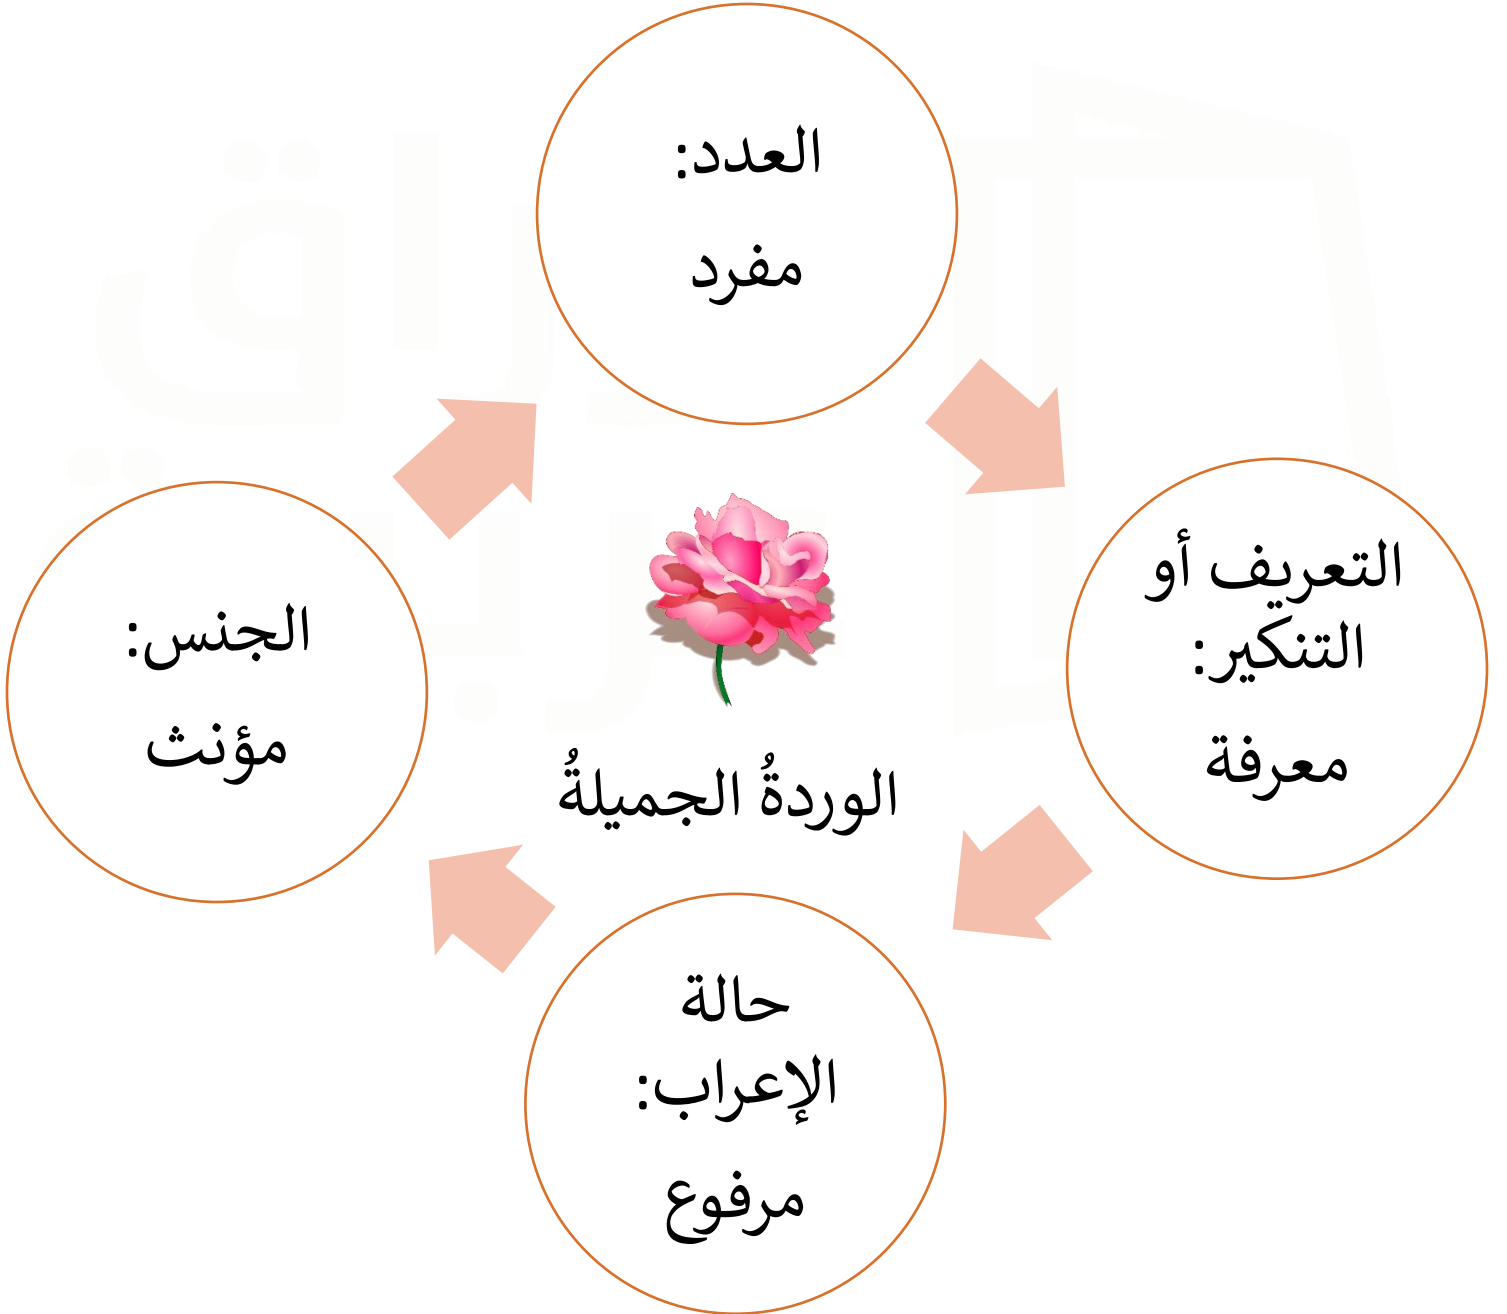 العدد:
مفرد
التعريف أو
التنكير:
معرفة
حالة
الإعراب:
مرفوع
الجنس:
مؤنث
الوردةُ الجميلةُ